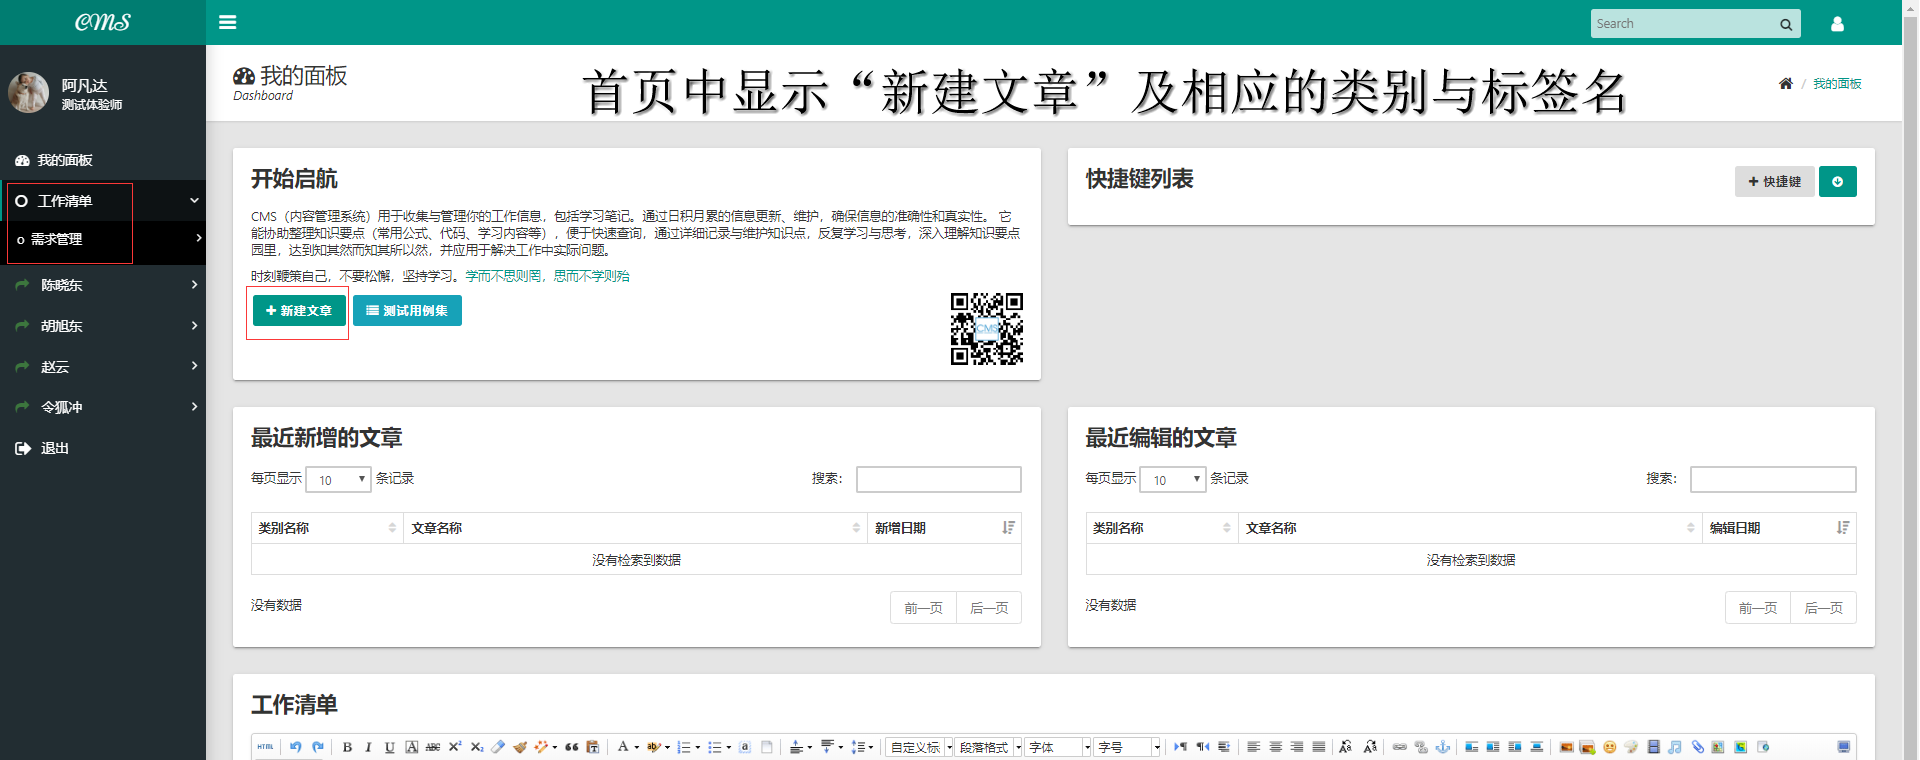 CMS
Search
阿凡达
测试体验师
我的面板
工作清单
需求管理
陈晓东
胡旭东
赵云
令狐冲
退出
我的面板
Dashboard
首页中显示“新建文章”及相应的类别与标签名
/ 我的面板
开始启航
CMS（内容管理系统）用于收集与管理你的工作信息，包括学习笔记。通过日积月累的信息更新、维护，确保信息的准确性和真实性。 它
能协助整理知识要点（常用公式、代码、学习内容等），便于快速查询，通过详细记录与维护知识点，反复学习与思考，深入理解知识要点
园里，达到知其然而知其所以然，并应用于解决工作中实际问题。
时刻鞭策自己，不要松懈，坚持学习。学而不思则罔，思而不学则殆
新建文章
测试用例集
CMS
快捷键列表
快捷键
最近新增的文章
每页显示 10 条记录
搜索：
类别名称 文章名称 新增日期
没有检索到数据
没有数据
前一页 后一页
最近编辑的文章
每页显示 10 条记录
搜索：
类别名称 文章名称 编辑日期
没有检索到数据
没有数据
前一页 后一页
工作清单
HTML B I U A ABC X² X₂ A ab a 自定义标 段落格式 字体 字号